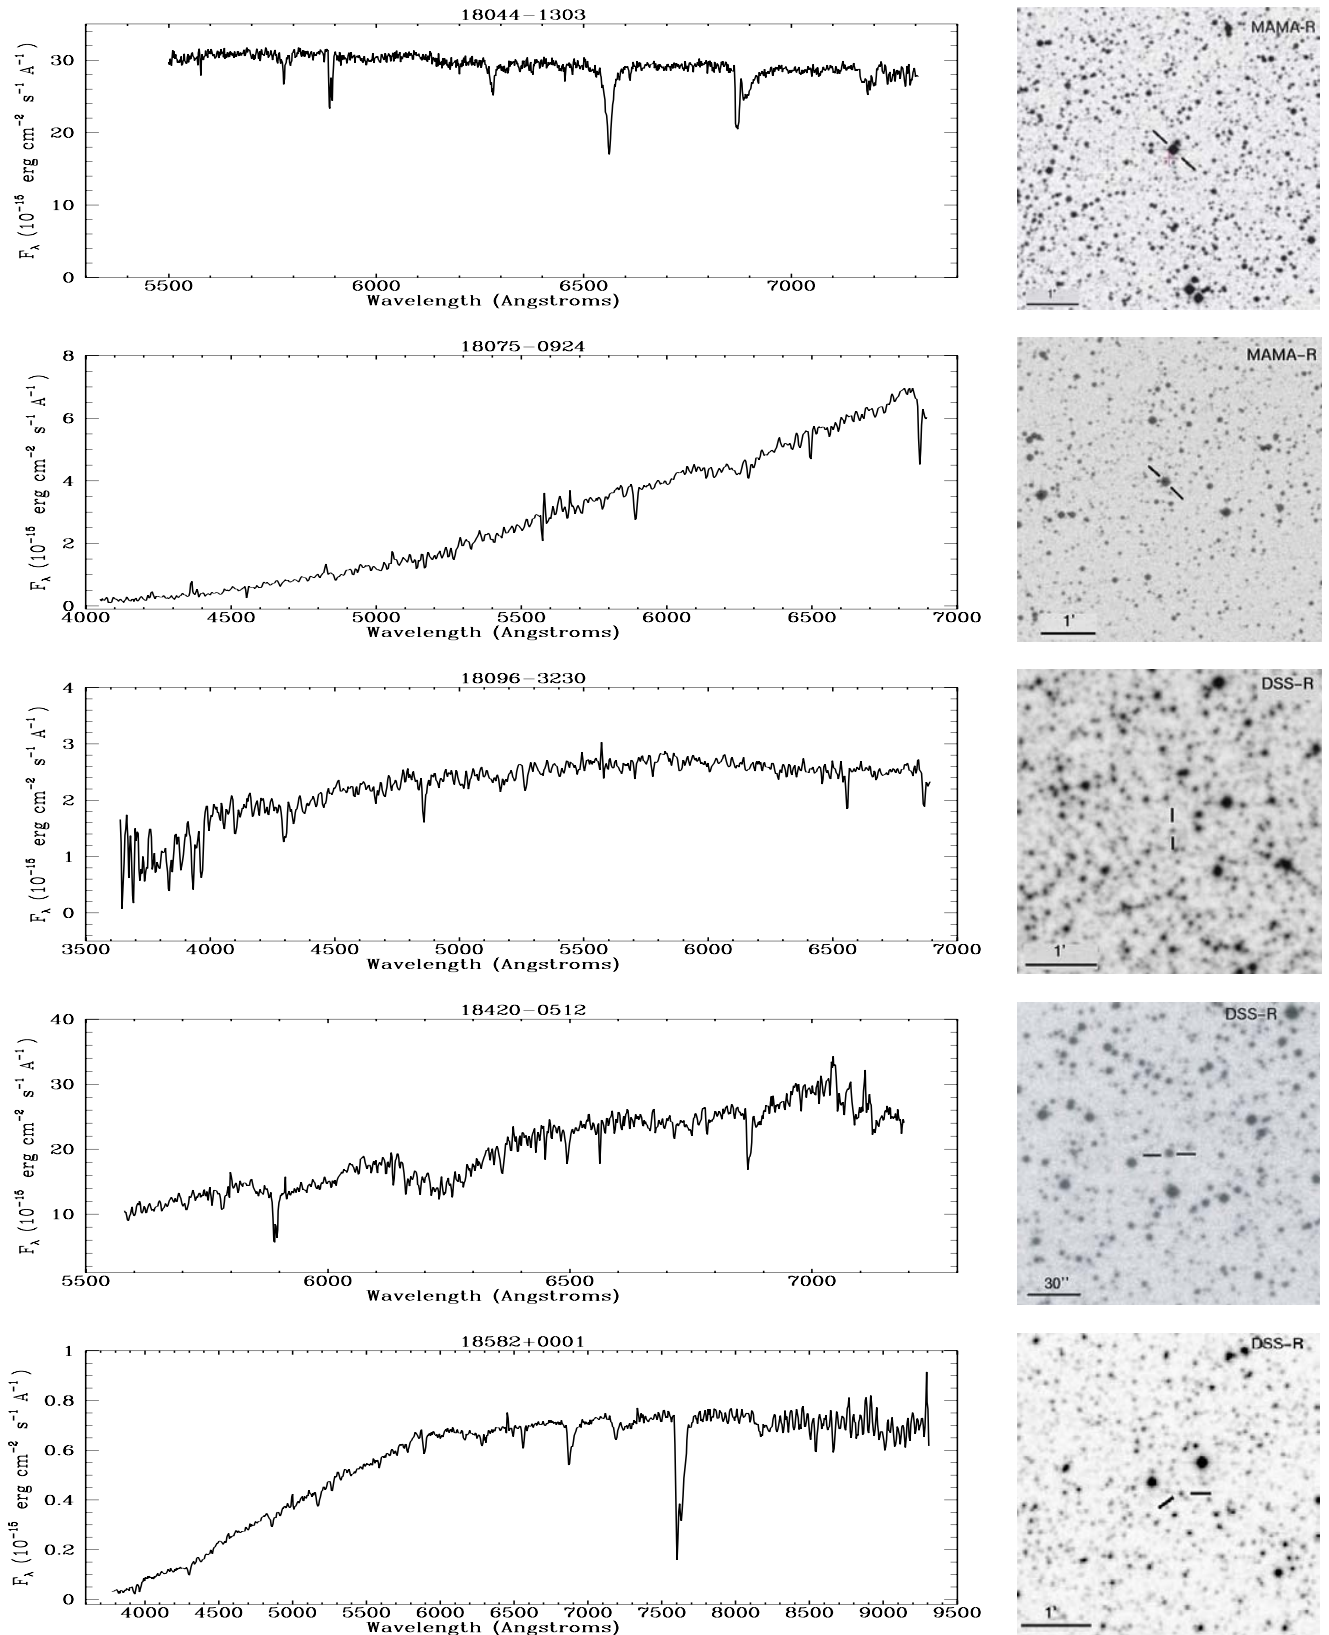 18044−1303
MAMA-R
30
20
10
0
F_λ (10^−15 erg cm^−2 s^−1 A^−1)
5500 6000 6500 7000
Wavelength (Angstroms)
1'
18075−0924
MAMA−R
8
6
4
2
0
F_λ (10^−15 erg cm^−2 s^−1 A^−1)
4000 4500 5000 5500 6000 6500 7000
Wavelength (Angstroms)
1'
18096−3230
DSS−R
4
3
2
1
0
F_λ (10^−15 erg cm^−2 s^−1 A^−1)
3500 4000 4500 5000 5500 6000 6500 7000
Wavelength (Angstroms)
1'
18420−0512
DSS−R
40
30
20
10
F_λ (10^−15 erg cm^−2 s^−1 A^−1)
5500 6000 6500 7000
Wavelength (Angstroms)
30''
18582+0001
DSS−R
1
0.8
0.6
0.4
0.2
0
F_λ (10^−15 erg cm^−2 s^−1 A^−1)
4000 4500 5000 5500 6000 6500 7000 7500 8000 8500 9000 9500
Wavelength (Angstroms)
1'